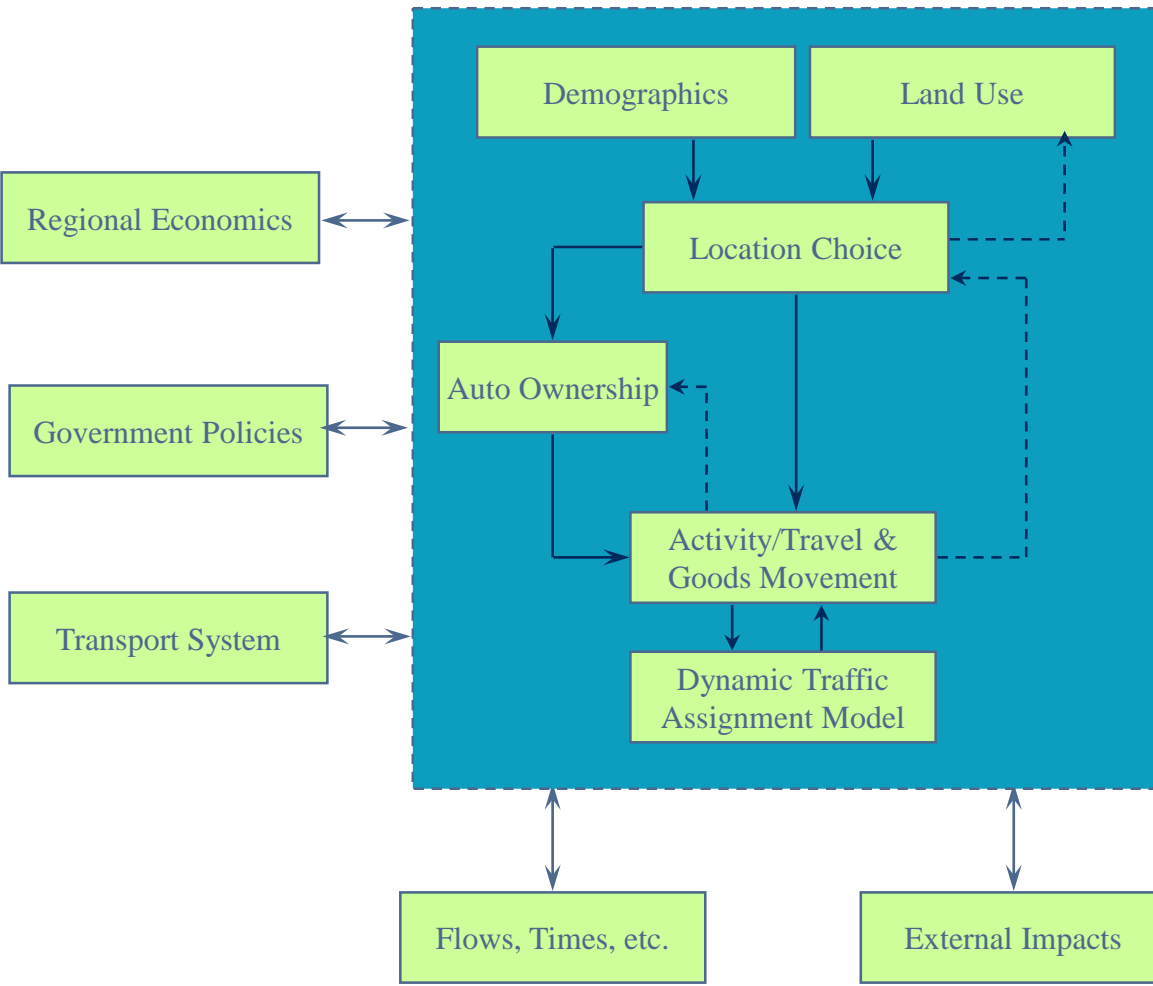 Demographics
Land Use
Regional Economics
Location Choice
Auto Ownership
Government Policies
Activity/Travel &
Goods Movement
Transport System
Dynamic Traffic
Assignment Model
Flows, Times, etc.
External Impacts